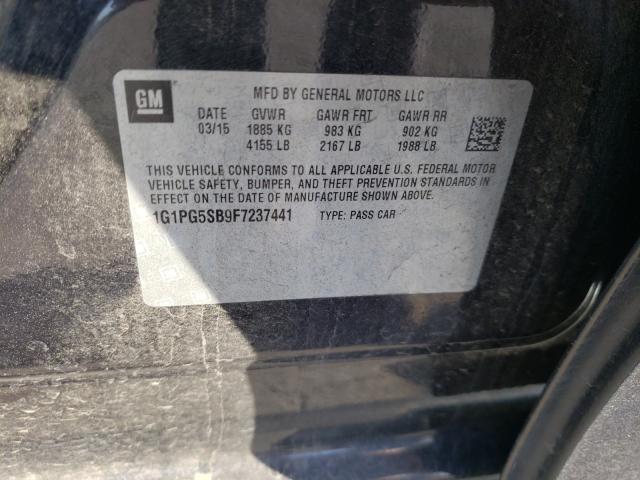 GM
MFD BY GENERAL MOTORS LLC
DATE GVWR GAWR FRT GAWR RR
03/15 1885 KG 983 KG 902 KG
4155 LB 2167 LB 1988 LB
THIS VEHICLE CONFORMS TO ALL APPLICABLE U.S. FEDERAL MOTOR
VEHICLE SAFETY, BUMPER, AND THEFT PREVENTION STANDARDS IN
EFFECT ON THE DATE OF MANUFACTURE SHOWN ABOVE.
1G1PG5SB9F7237441 TYPE: PASS CAR